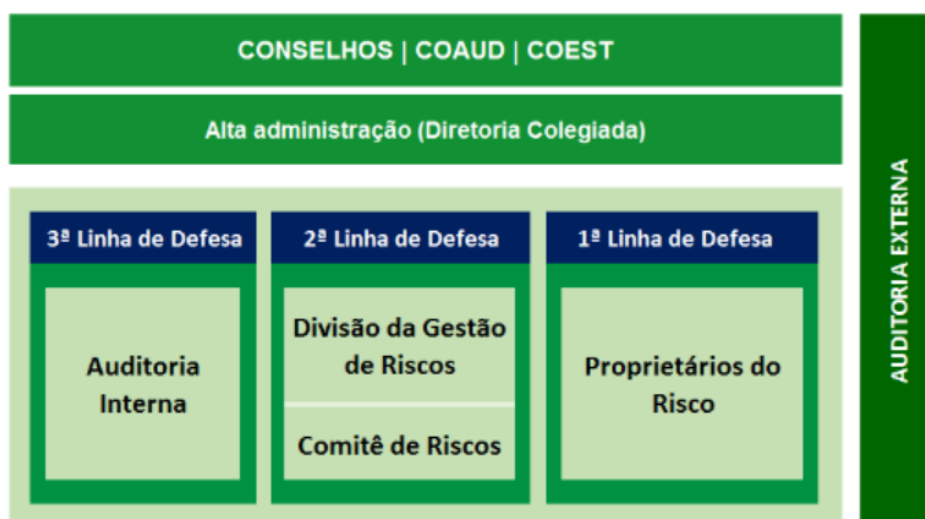 CONSELHOS | COAUD | COEST
Alta administração (Diretoria Colegiada)
3ª Linha de Defesa
2ª Linha de Defesa
1ª Linha de Defesa
Auditoria
Interna
Divisão da Gestão
de Riscos
Comitê de Riscos
Proprietários do
Risco
AUDITORIA EXTERNA